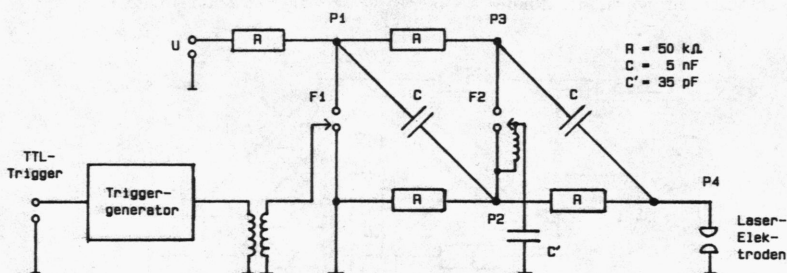 P1
P3
U
R
R
R = 50 kΩ
C = 5 nF
C' = 35 pF
F1
C
F2
C
TTL-
Trigger
Trigger-
generator
R
P2
R
P4
C'
Laser-
Elek-
troden